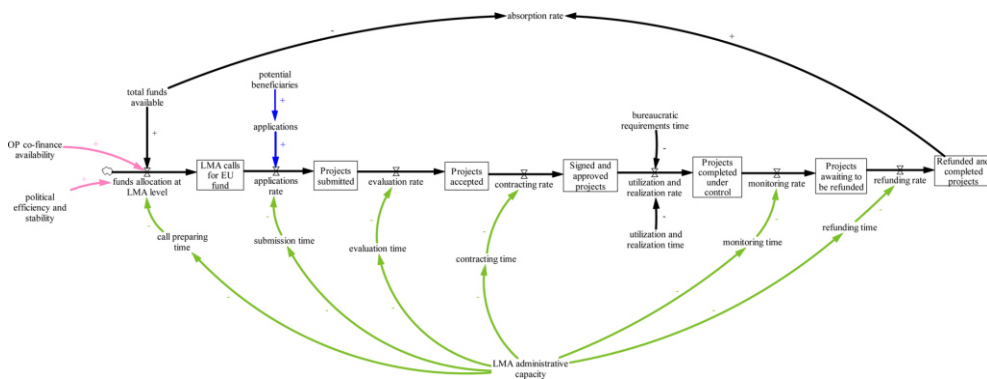 absorption rate
-
+
potential
beneficiaries
+
total funds
available
applications
bureaucratic
requirements time
+
+
OP co-finance
availability
+
-
LMA calls
for EU
fund
Projects
submitted
Projects
accepted
Signed and
approved
projects
Projects
completed
under
control
Projects
awaiting to
be refunded
Refunded and
completed
projects
+
funds allocation at
LMA level
applications
rate
evaluation rate
contracting rate
utilization and
realization rate
monitoring rate
refunding rate
political
efficiency and
stability
-
-
-
-
-
-
-
call preparing
time
submission time
evaluation time
contracting time
utilization and
realization time
monitoring time
refunding time
-
-
-
-
-
-
LMA administrative
capacity